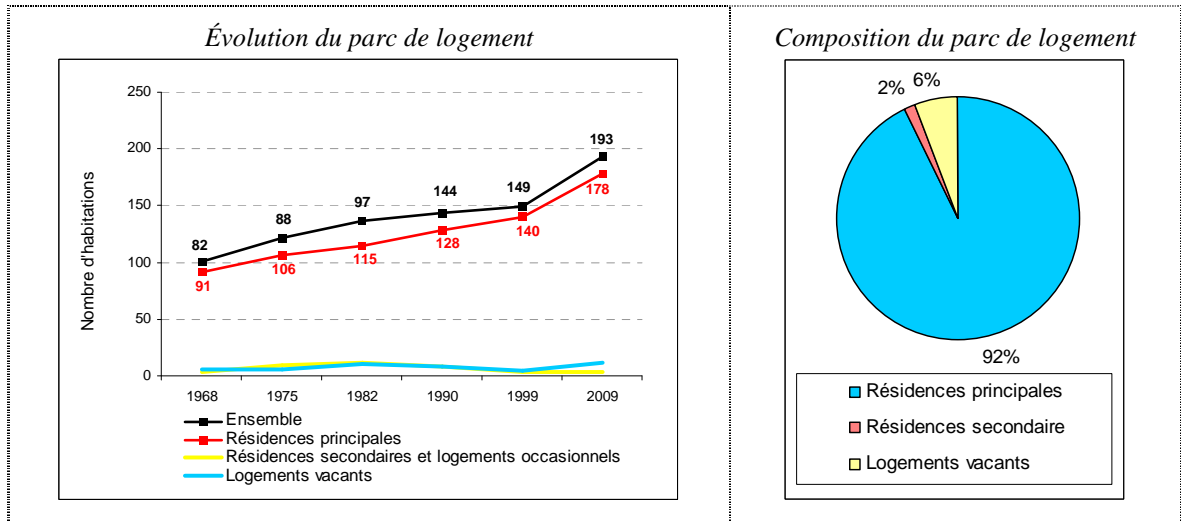 Évolution du parc de logement
Nombre d'habitations
250
200
150
100
50
0
82
88
97
144
149
193
91
106
115
128
140
178
1968 1975 1982 1990 1999 2009
Ensemble
Résidences principales
Résidences secondaires et logements occasionnels
Logements vacants
Composition du parc de logement
2% 6%
92%
Résidences principales
Résidences secondaire
Logements vacants